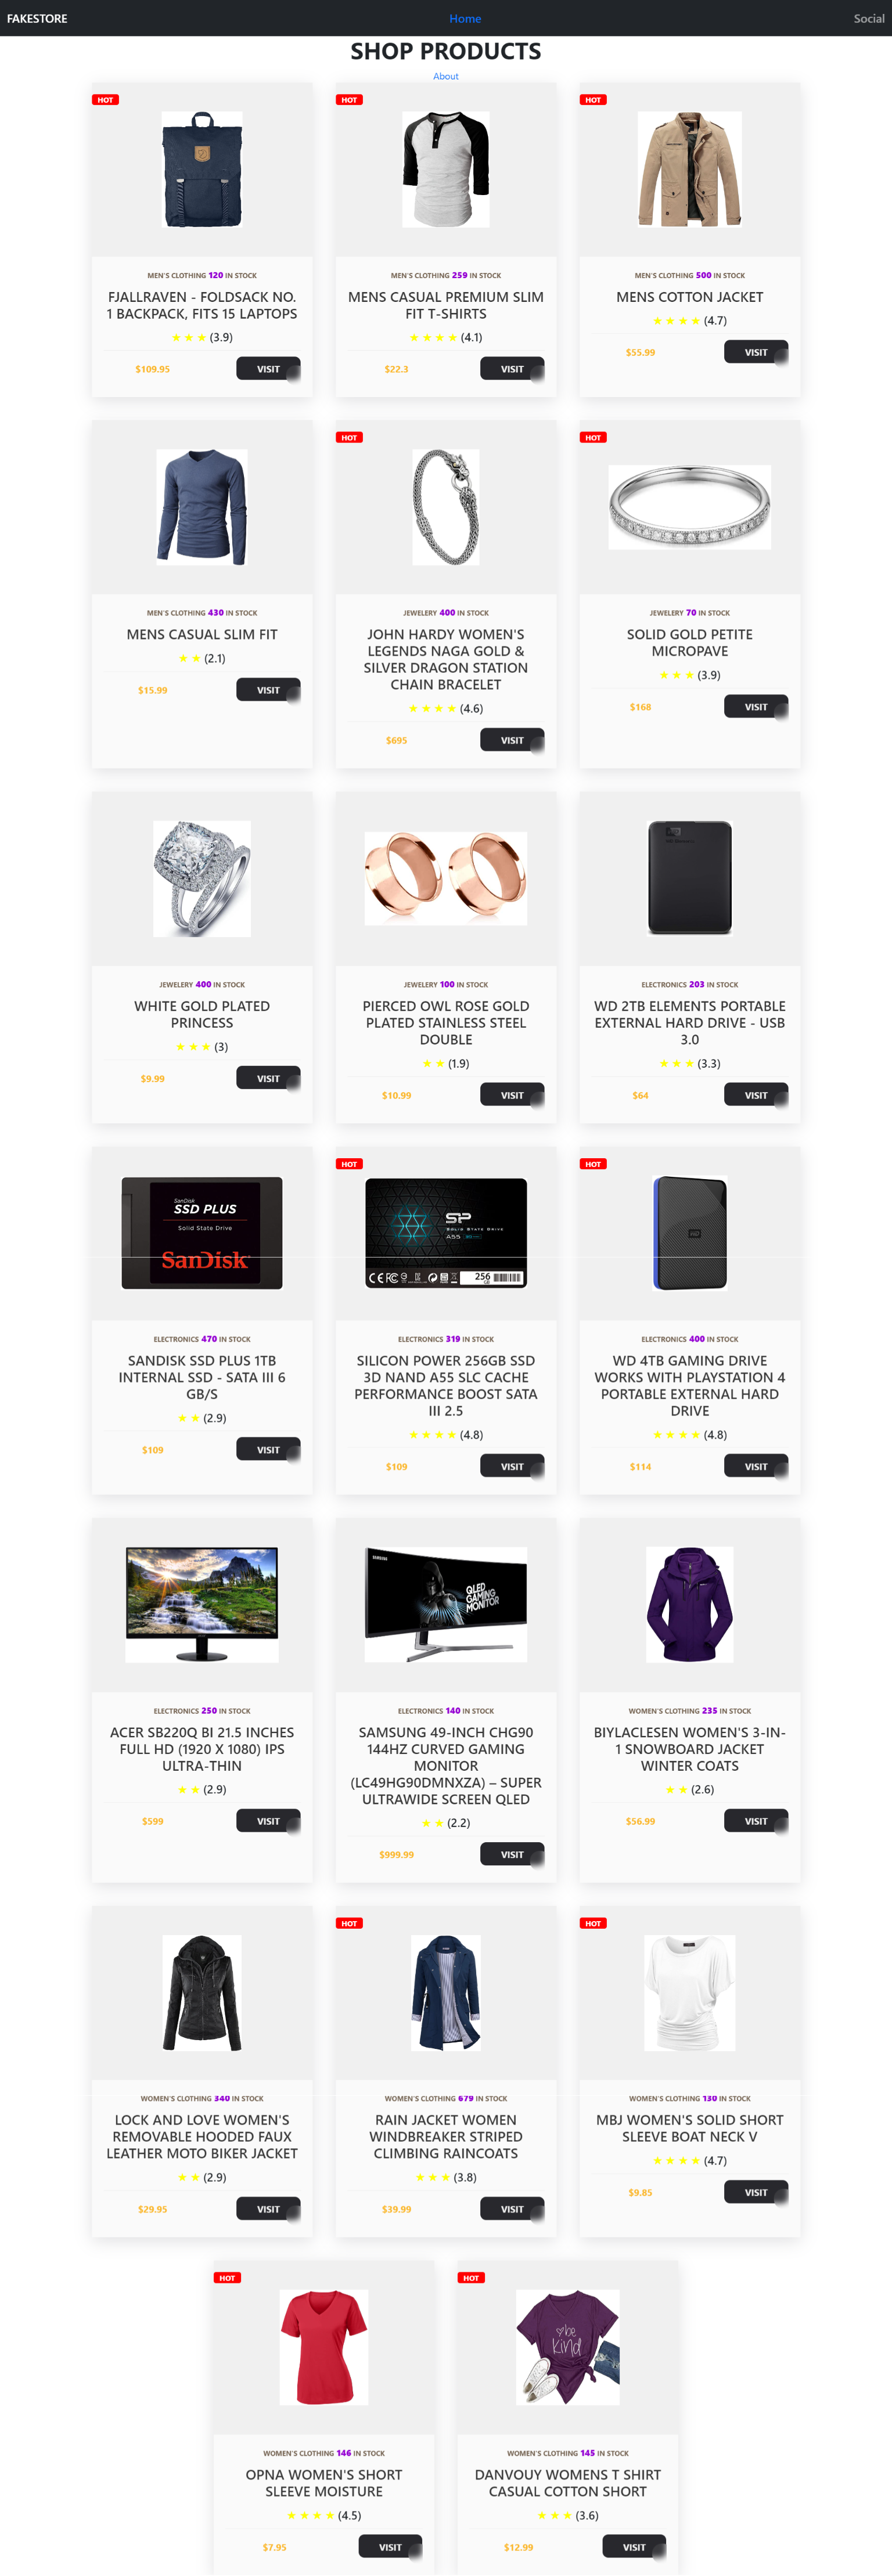 FAKESTORE
Home
Social
SHOP PRODUCTS
About
HOT
HOT
HOT
MEN'S CLOTHING 120 IN STOCK
FJALLRAVEN - FOLDSACK NO.
1 BACKPACK, FITS 15 LAPTOPS
★ ★ ★ (3.9)
$109.95
VISIT
MEN'S CLOTHING 259 IN STOCK
MENS CASUAL PREMIUM SLIM
FIT T-SHIRTS
★ ★ ★ ★ (4.1)
$22.3
VISIT
MEN'S CLOTHING 500 IN STOCK
MENS COTTON JACKET
★ ★ ★ ★ (4.7)
$55.99
VISIT
MEN'S CLOTHING 430 IN STOCK
MENS CASUAL SLIM FIT
★ ★ (2.1)
$15.99
VISIT
HOT
JEWELERY 400 IN STOCK
JOHN HARDY WOMEN'S
LEGENDS NAGA GOLD &
SILVER DRAGON STATION
CHAIN BRACELET
★ ★ ★ ★ (4.6)
$695
VISIT
HOT
JEWELERY 70 IN STOCK
SOLID GOLD PETITE
MICROPAVE
★ ★ ★ (3.9)
$168
VISIT
JEWELERY 400 IN STOCK
WHITE GOLD PLATED
PRINCESS
★ ★ ★ (3)
$9.99
VISIT
JEWELERY 100 IN STOCK
PIERCED OWL ROSE GOLD
PLATED STAINLESS STEEL
DOUBLE
★ ★ (1.9)
$10.99
VISIT
ELECTRONICS 203 IN STOCK
WD 2TB ELEMENTS PORTABLE
EXTERNAL HARD DRIVE - USB
3.0
★ ★ ★ (3.3)
$64
VISIT
SanDisk
SSD PLUS
Solid State Drive
SanDisk
ELECTRONICS 470 IN STOCK
SANDISK SSD PLUS 1TB
INTERNAL SSD - SATA III 6
GB/S
★ ★ (2.9)
$109
VISIT
HOT
SP
Solid State Drive
A55
256
ELECTRONICS 319 IN STOCK
SILICON POWER 256GB SSD
3D NAND A55 SLC CACHE
PERFORMANCE BOOST SATA
III 2.5
★ ★ ★ ★ (4.8)
$109
VISIT
HOT
WD
ELECTRONICS 400 IN STOCK
WD 4TB GAMING DRIVE
WORKS WITH PLAYSTATION 4
PORTABLE EXTERNAL HARD
DRIVE
★ ★ ★ ★ (4.8)
$114
VISIT
ELECTRONICS 250 IN STOCK
ACER SB220Q BI 21.5 INCHES
FULL HD (1920 X 1080) IPS
ULTRA-THIN
★ ★ (2.9)
$599
VISIT
SAMSUNG
QLED
GAMING
MONITOR
ELECTRONICS 140 IN STOCK
SAMSUNG 49-INCH CHG90
144HZ CURVED GAMING
MONITOR
(LC49HG90DMNXZA) – SUPER
ULTRAWIDE SCREEN QLED
★ ★ (2.2)
$999.99
VISIT
WOMEN'S CLOTHING 235 IN STOCK
BIYLACLESEN WOMEN'S 3-IN-
1 SNOWBOARD JACKET
WINTER COATS
★ ★ (2.6)
$56.99
VISIT
WOMEN'S CLOTHING 340 IN STOCK
LOCK AND LOVE WOMEN'S
REMOVABLE HOODED FAUX
LEATHER MOTO BIKER JACKET
★ ★ (2.9)
$29.95
VISIT
HOT
WOMEN'S CLOTHING 679 IN STOCK
RAIN JACKET WOMEN
WINDBREAKER STRIPED
CLIMBING RAINCOATS
★ ★ ★ (3.8)
$39.99
VISIT
HOT
WOMEN'S CLOTHING 130 IN STOCK
MBJ WOMEN'S SOLID SHORT
SLEEVE BOAT NECK V
★ ★ ★ ★ (4.7)
$9.85
VISIT
HOT
WOMEN'S CLOTHING 146 IN STOCK
OPNA WOMEN'S SHORT
SLEEVE MOISTURE
★ ★ ★ ★ (4.5)
$7.95
VISIT
HOT
be
kind
WOMEN'S CLOTHING 145 IN STOCK
DANVOUY WOMENS T SHIRT
CASUAL COTTON SHORT
★ ★ ★ (3.6)
$12.99
VISIT